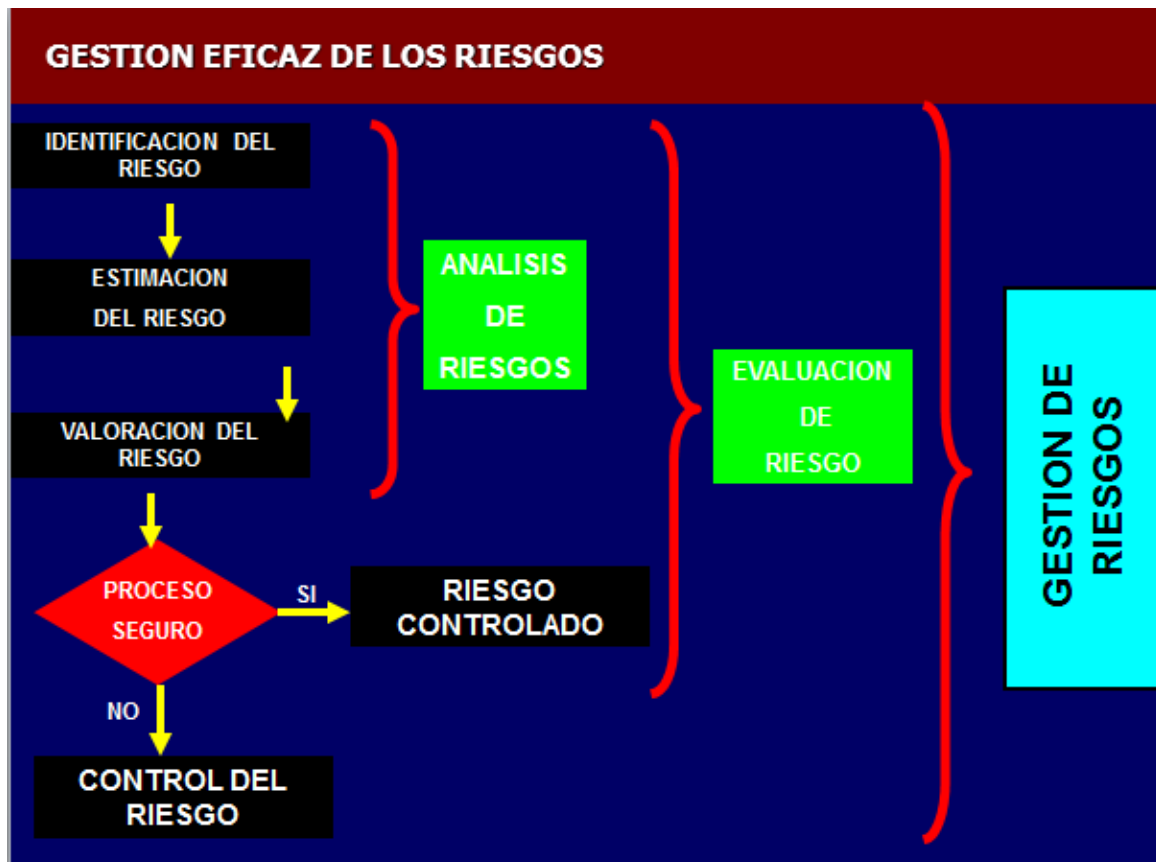 GESTION EFICAZ DE LOS RIESGOS
IDENTIFICACION DEL
RIESGO
ESTIMACION
DEL RIESGO
VALORACION DEL
RIESGO
PROCESO
SEGURO
SI
RIESGO
CONTROLADO
NO
CONTROL DEL
RIESGO
ANALISIS
DE
RIESGOS
EVALUACION
DE
RIESGO
GESTION DE
RIESGOS